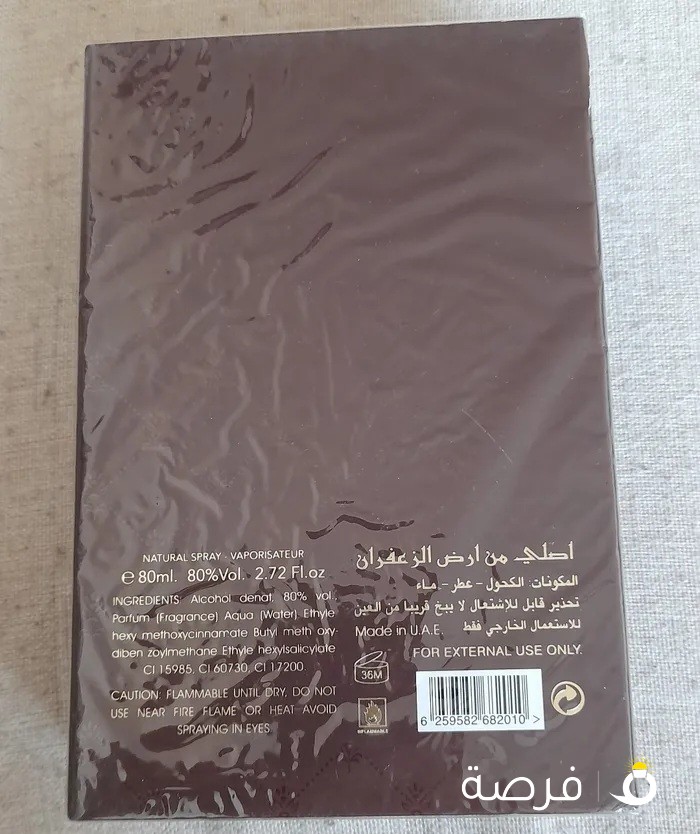 NATURAL SPRAY - VAPORISATEUR
℮ 80ml. 80%Vol. 2.72 Fl.oz
INGREDIENTS: Alcohol denat, 80% vol.,
Parfum (Fragrance) Aqua (Water) Ethyle
hexy methoxycinnamate Butyl meth oxy-
diben zoylmethane Ethyle hexylsalicylate
CI 15985, CI 60730, CI 17200.
CAUTION: FLAMMABLE UNTIL DRY, DO NOT
USE NEAR FIRE FLAME OR HEAT AVOID
SPRAYING IN EYES.
اصلي من ارض الزعفران
المكونات: الكحول - عطر - ماء
تحذير قابل للإشتعال لا يبخ قريبا من العين
للاستعمال الخارجي فقط Made in U.A.E.
FOR EXTERNAL USE ONLY.
36M
INFLAMMABLE
6 259582 682010 >
فرصة